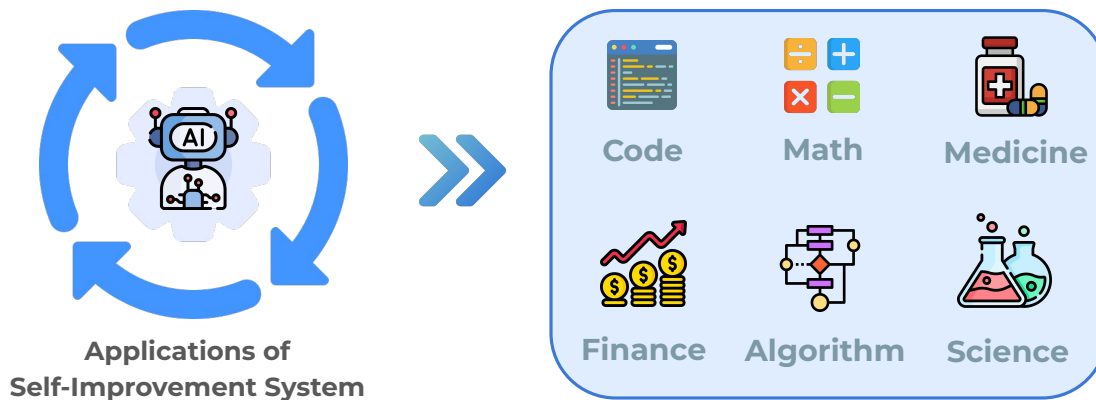 AI
Applications of
Self-Improvement System
Code
Math
Medicine
$ $ $
Finance
Algorithm
Science